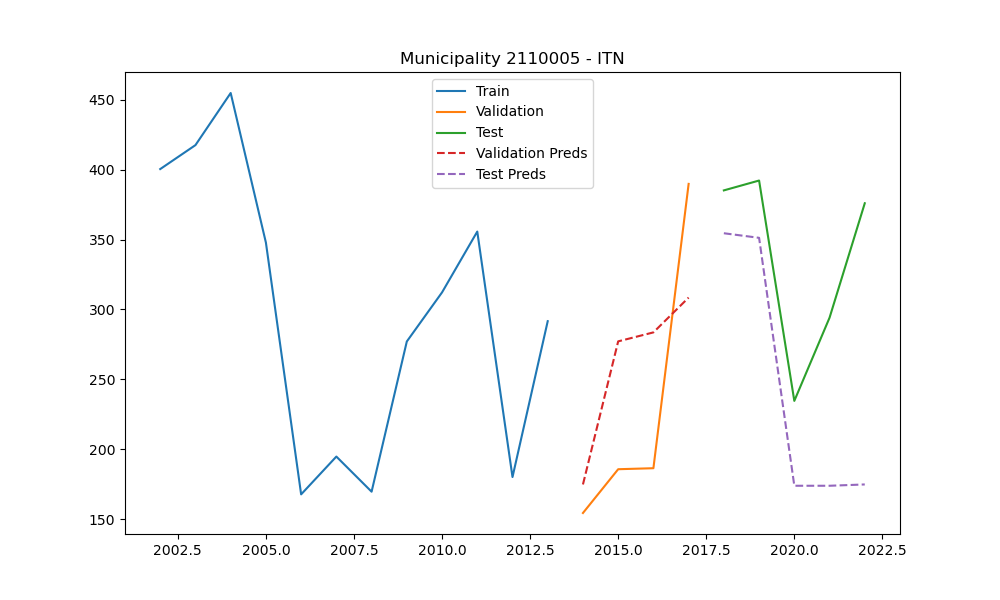 Municipality 2110005 - ITN
Train
Validation
Test
Validation Preds
Test Preds
450
400
350
300
250
200
150
2002.5 2005.0 2007.5 2010.0 2012.5 2015.0 2017.5 2020.0 2022.5